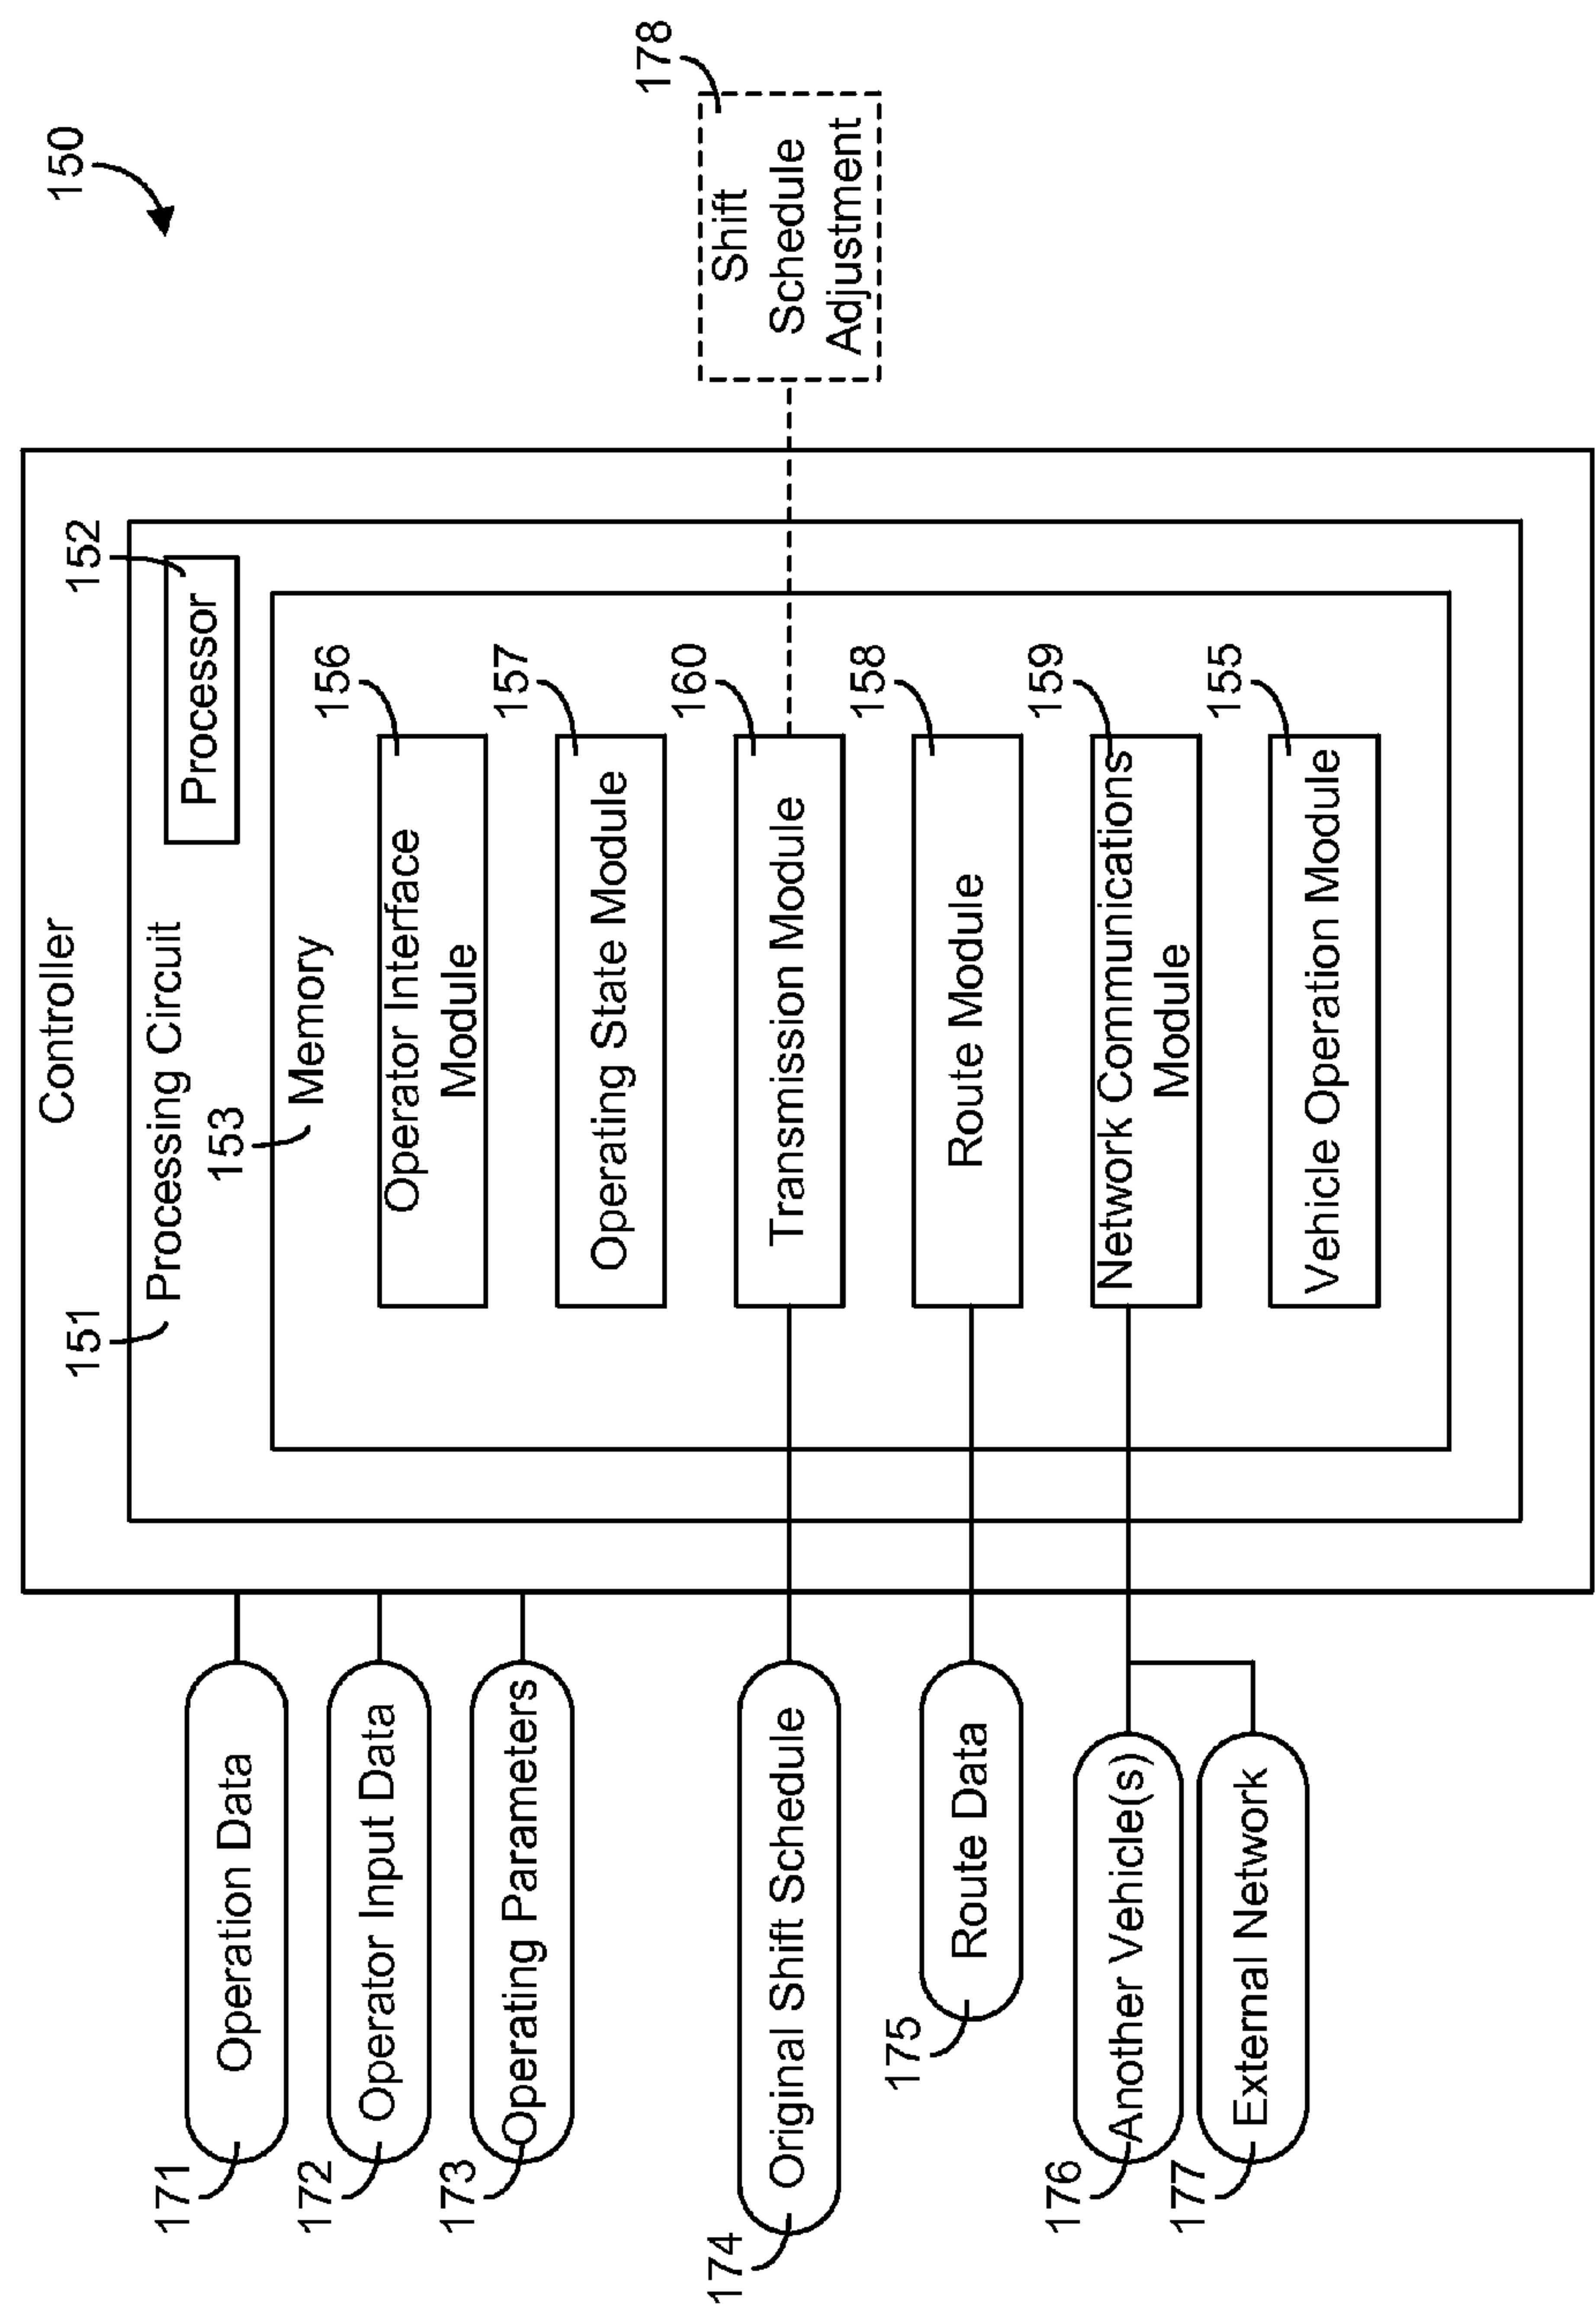 150
Controller
151
Processing Circuit
152
Processor
153
Memory
156
Operator Interface
Module
157
Operating State Module
160
Transmission Module
158
Route Module
159
Network Communications
Module
155
Vehicle Operation Module
171
Operation Data
172
Operator Input Data
173
Operating Parameters
174
Original Shift Schedule
175
Route Data
176
Another Vehicle(s)
177
External Network
178
Shift
Schedule
Adjustment